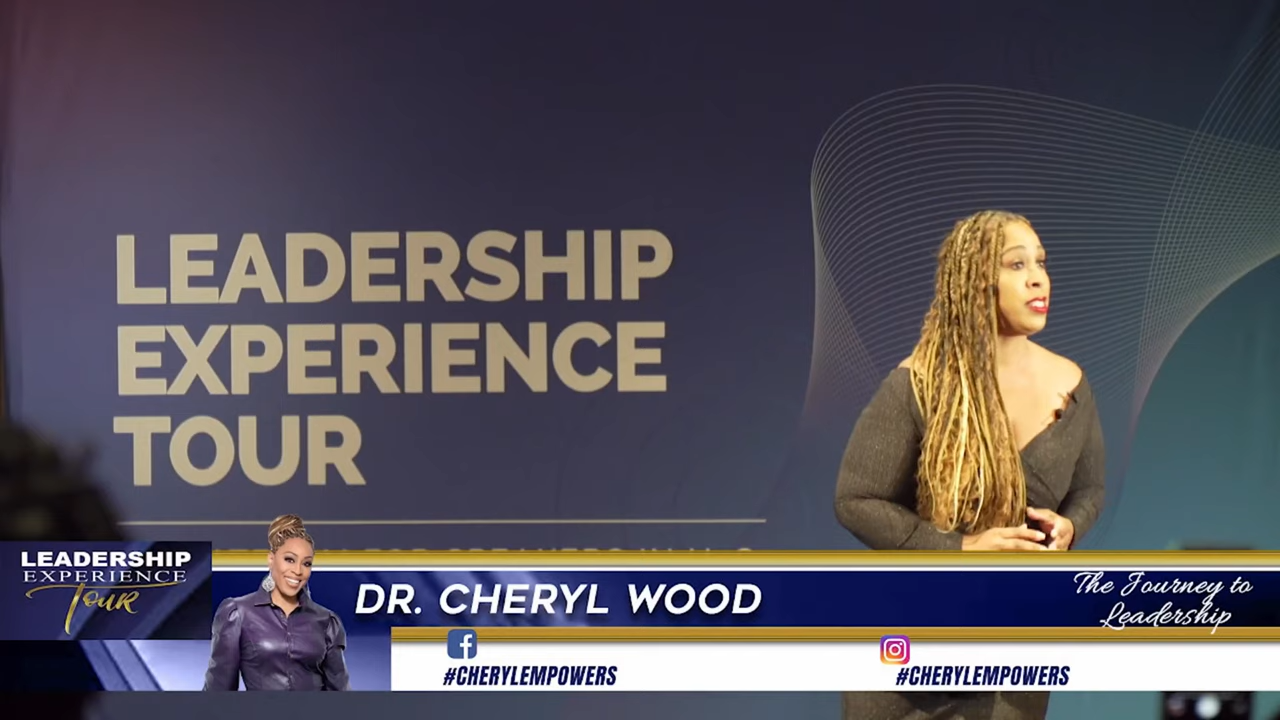 LEADERSHIP
EXPERIENCE
TOUR
LEADERSHIP
EXPERIENCE
TOUR
DR. CHERYL WOOD
The Journey to
Leadership
#CHERYLEMPOWERS
#CHERYLEMPOWERS